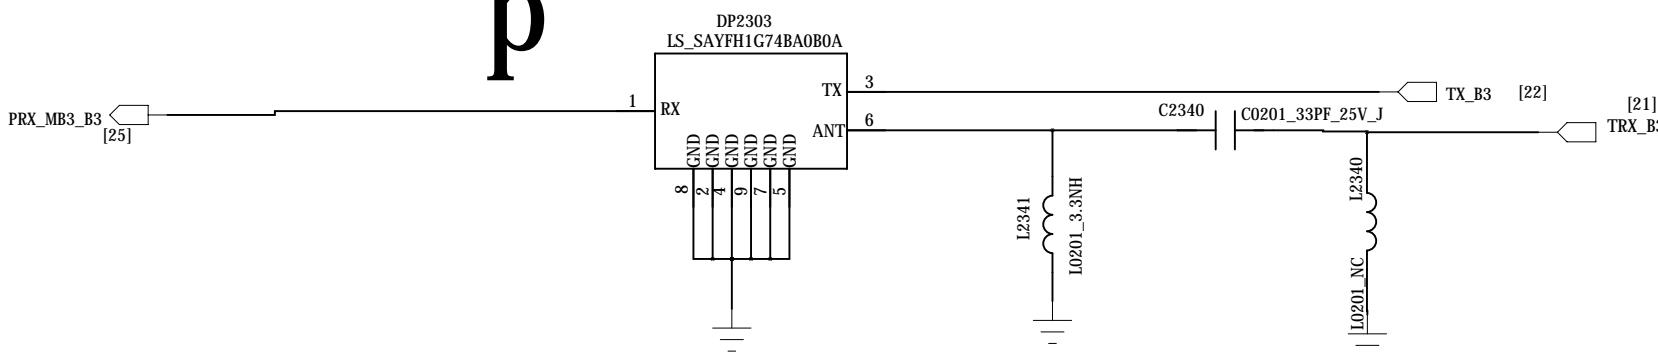 p
DP2303
LS_SAYFH1G74BA0B0A
PRX_MB3_B3
[25]
1
RX
TX
3
ANT
6
TX_B3
[22]
[21]
C2340
C0201_33PF_25V_J
GND
GND
GND
GND
GND
GND
8
2
4
9
7
5
L2341
L0201_3.3NH
L2340
L0201_NC